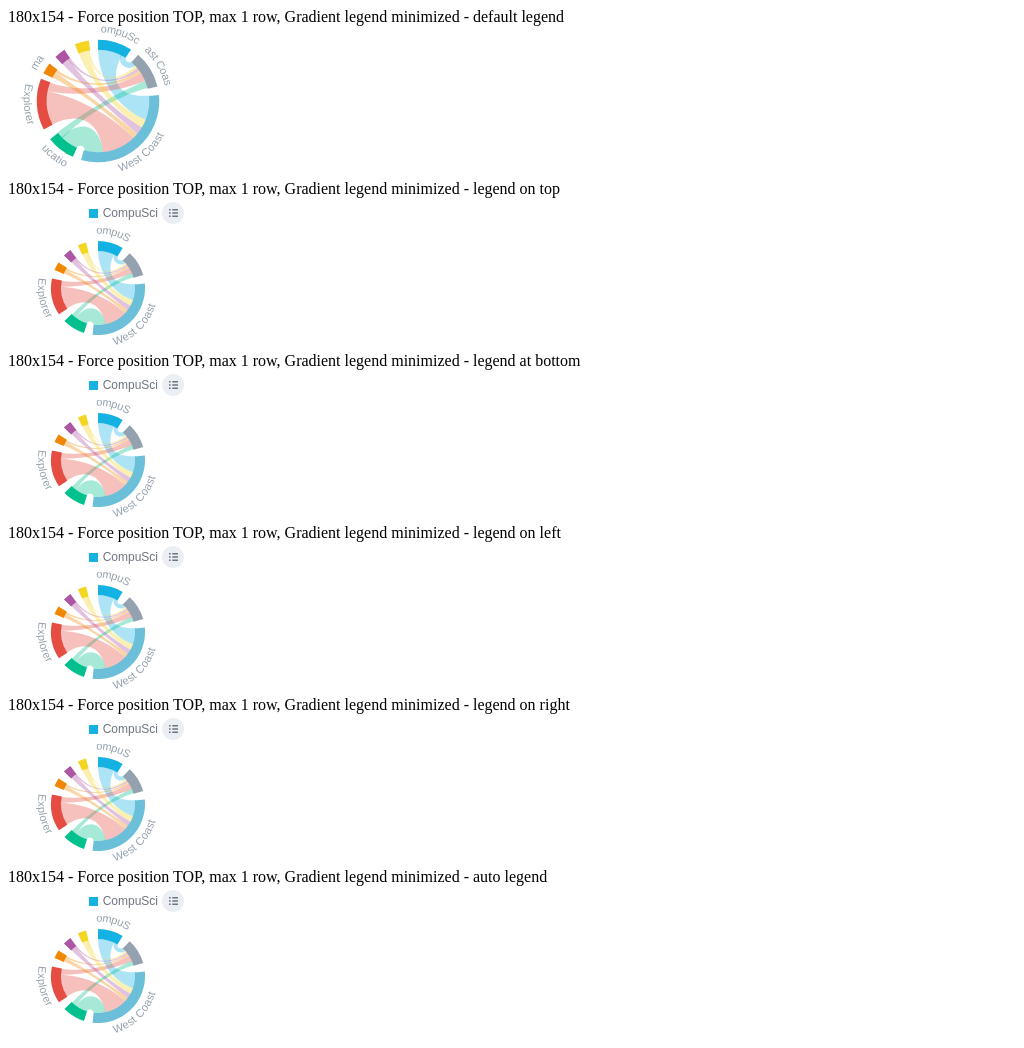 180x154 - Force position TOP, max 1 row, Gradient legend minimized - default legend
ompuSc
ast Coas
ma
Explorer
ucatio
West Coast
180x154 - Force position TOP, max 1 row, Gradient legend minimized - legend on top
CompuSci
ompuS
Explorer
West Coast
180x154 - Force position TOP, max 1 row, Gradient legend minimized - legend at bottom
CompuSci
ompuS
Explorer
West Coast
180x154 - Force position TOP, max 1 row, Gradient legend minimized - legend on left
CompuSci
ompuS
Explorer
West Coast
180x154 - Force position TOP, max 1 row, Gradient legend minimized - legend on right
CompuSci
ompuS
Explorer
West Coast
180x154 - Force position TOP, max 1 row, Gradient legend minimized - auto legend
CompuSci
ompuS
Explorer
West Coast